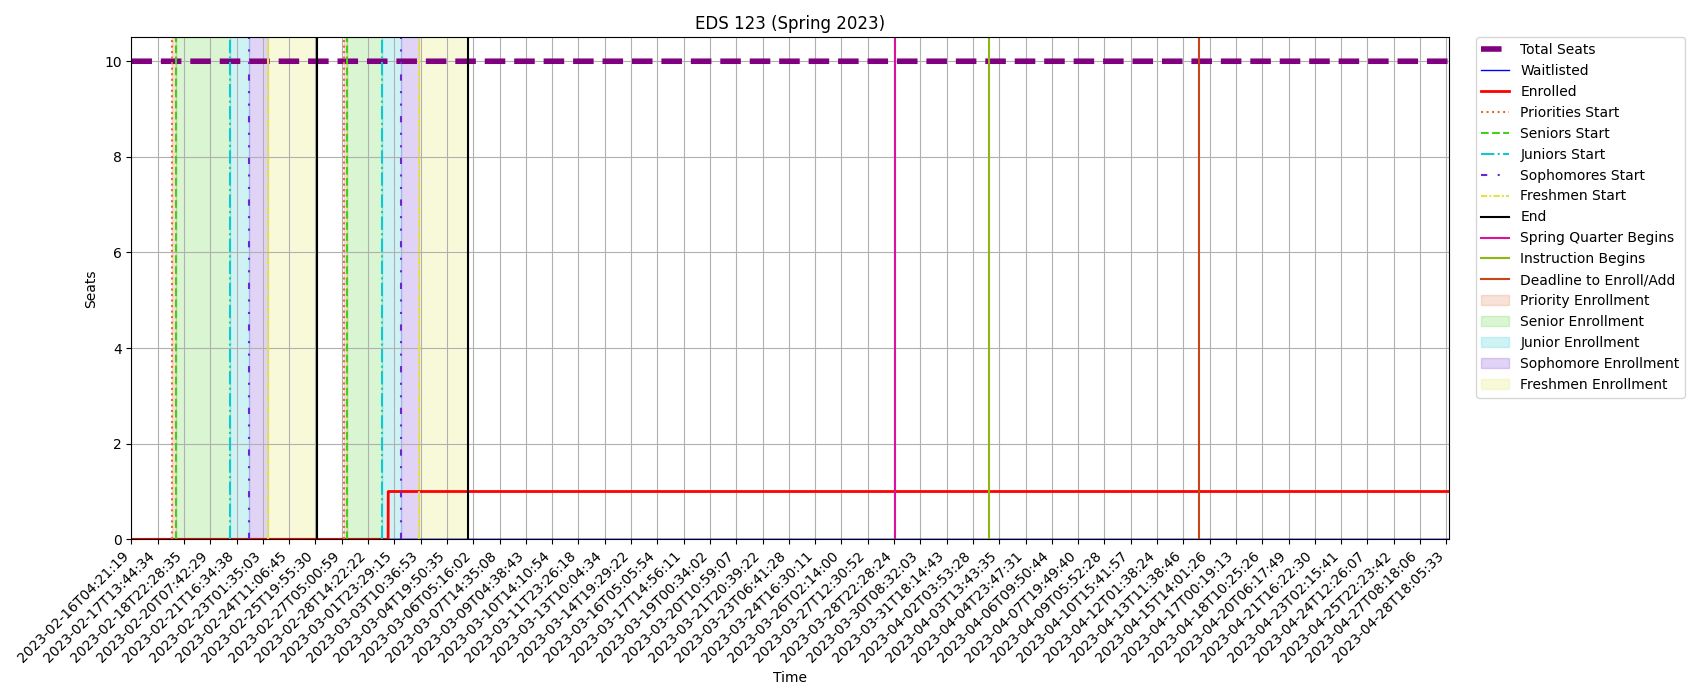 EDS 123 (Spring 2023)
10
8
6
4
2
0
Seats
2023-02-16T04:21:19
2023-02-17T13:44:34
2023-02-18T22:28:35
2023-02-20T07:42:29
2023-02-21T16:34:38
2023-02-23T01:35:03
2023-02-24T11:06:45
2023-02-25T19:55:30
2023-02-27T05:00:59
2023-02-28T14:22:22
2023-03-01T23:29:15
2023-03-03T10:36:53
2023-03-04T19:50:35
2023-03-06T05:16:02
2023-03-07T14:35:08
2023-03-09T04:38:43
2023-03-10T14:10:54
2023-03-11T23:26:18
2023-03-13T10:04:34
2023-03-14T19:29:22
2023-03-16T05:05:54
2023-03-17T14:56:11
2023-03-19T00:34:02
2023-03-20T10:59:07
2023-03-21T20:39:22
2023-03-23T06:41:28
2023-03-24T16:30:11
2023-03-26T02:14:00
2023-03-27T12:30:52
2023-03-28T22:28:24
2023-03-30T08:32:03
2023-03-31T18:14:43
2023-04-02T03:53:28
2023-04-03T13:43:35
2023-04-04T23:47:31
2023-04-06T09:50:44
2023-04-07T19:49:40
2023-04-09T05:52:28
2023-04-10T15:41:57
2023-04-12T01:38:24
2023-04-13T11:38:46
2023-04-15T14:01:26
2023-04-17T00:19:13
2023-04-18T10:25:26
2023-04-20T06:17:49
2023-04-21T16:22:30
2023-04-23T02:15:41
2023-04-24T12:26:07
2023-04-25T22:23:42
2023-04-27T08:18:06
2023-04-28T18:05:33
Time
Total Seats
Waitlisted
Enrolled
Priorities Start
Seniors Start
Juniors Start
Sophomores Start
Freshmen Start
End
Spring Quarter Begins
Instruction Begins
Deadline to Enroll/Add
Priority Enrollment
Senior Enrollment
Junior Enrollment
Sophomore Enrollment
Freshmen Enrollment